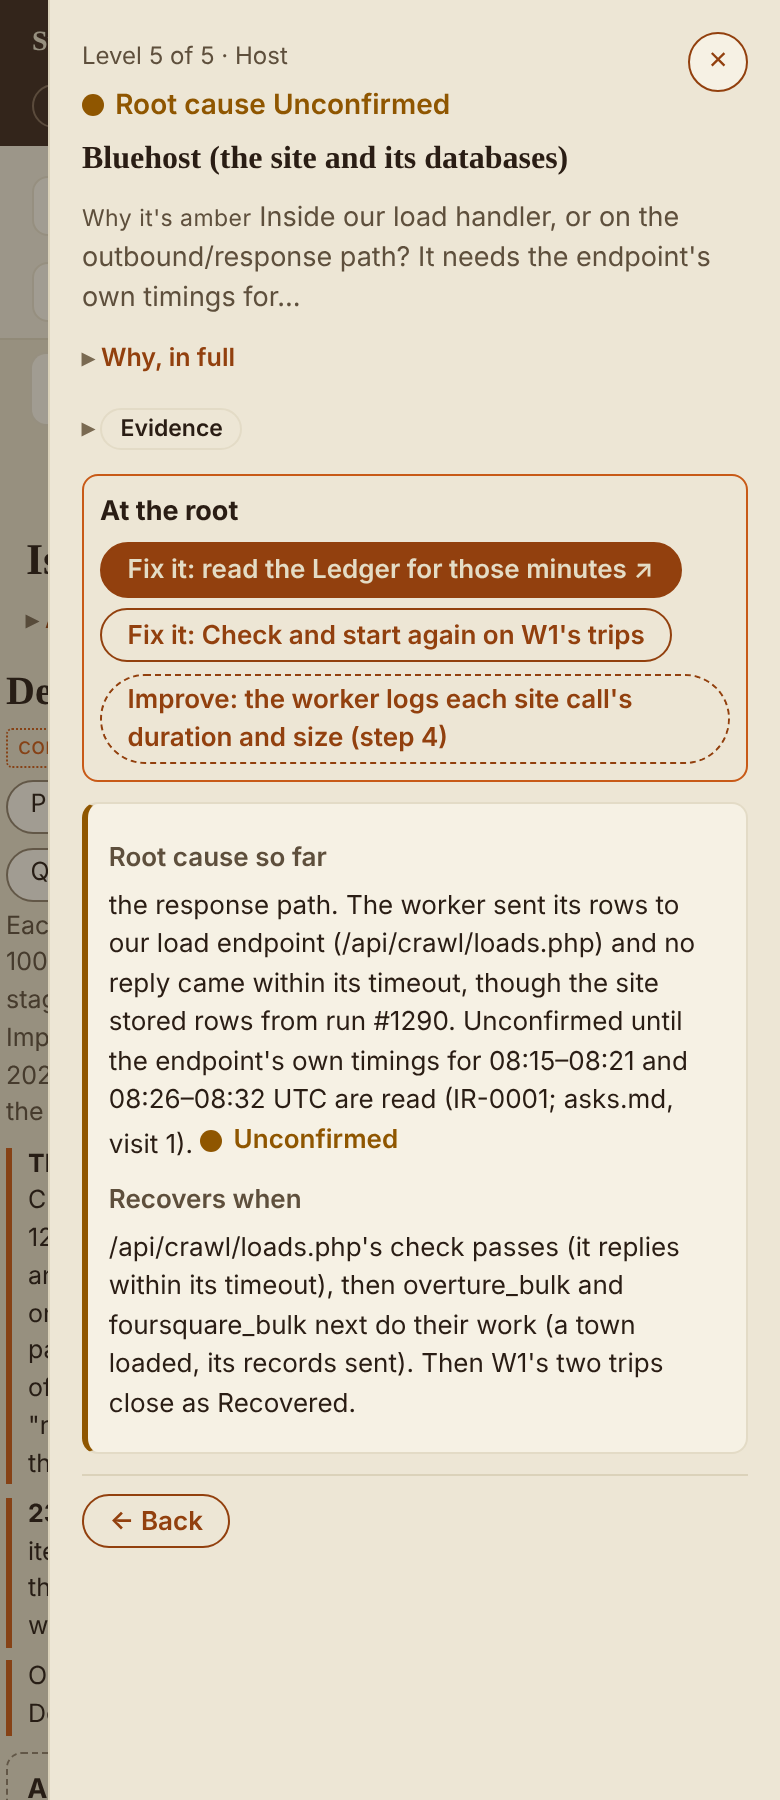 Level 5 of 5 · Host
×
Root cause Unconfirmed
Bluehost (the site and its databases)
Why it's amber Inside our load handler, or on the
outbound/response path? It needs the endpoint's
own timings for...
▸ Why, in full
▸ Evidence
At the root
Fix it: read the Ledger for those minutes ↗
Fix it: Check and start again on W1's trips
Improve: the worker logs each site call's
duration and size (step 4)
Root cause so far
the response path. The worker sent its rows to
our load endpoint (/api/crawl/loads.php) and no
reply came within its timeout, though the site
stored rows from run #1290. Unconfirmed until
the endpoint's own timings for 08:15–08:21 and
08:26–08:32 UTC are read (IR-0001; asks.md,
visit 1). Unconfirmed
Recovers when
/api/crawl/loads.php's check passes (it replies
within its timeout), then overture_bulk and
foursquare_bulk next do their work (a town
loaded, its records sent). Then W1's two trips
close as Recovered.
← Back